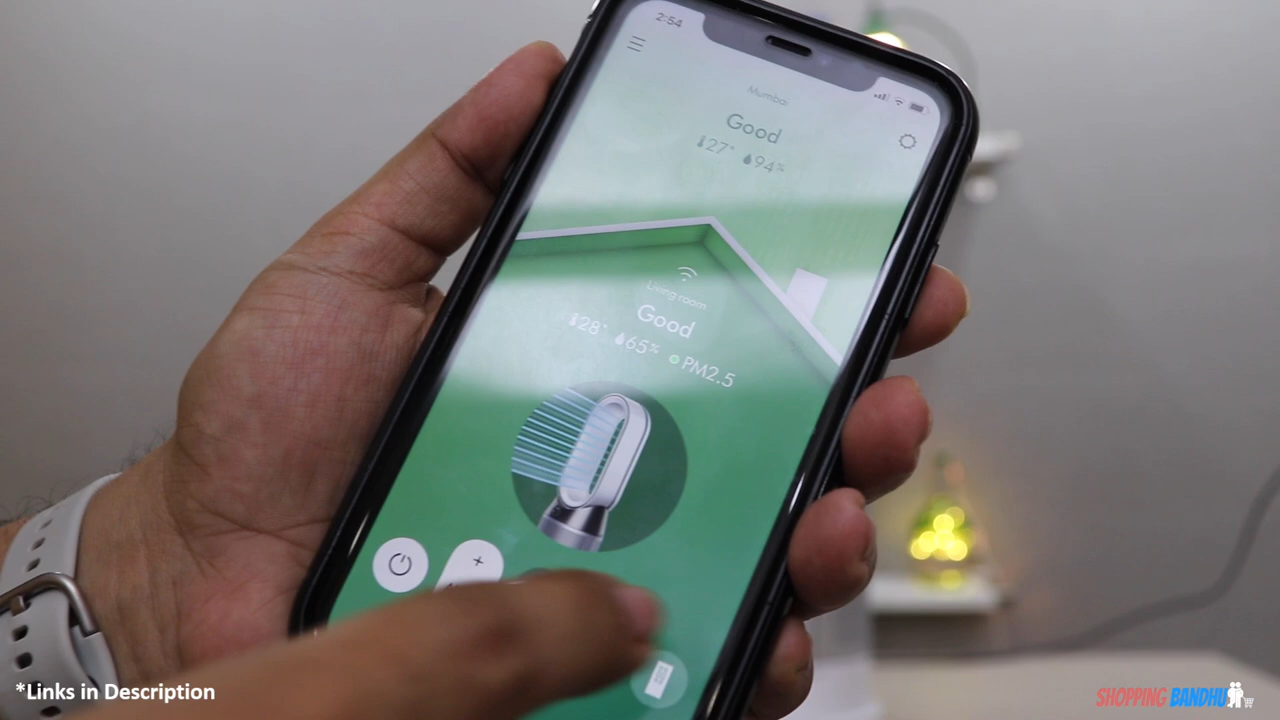 2:54
Mumbai
Good
27° 94%
Living room
Good
28° 65% PM2.5
*Links in Description
SHOPPING BANDHU